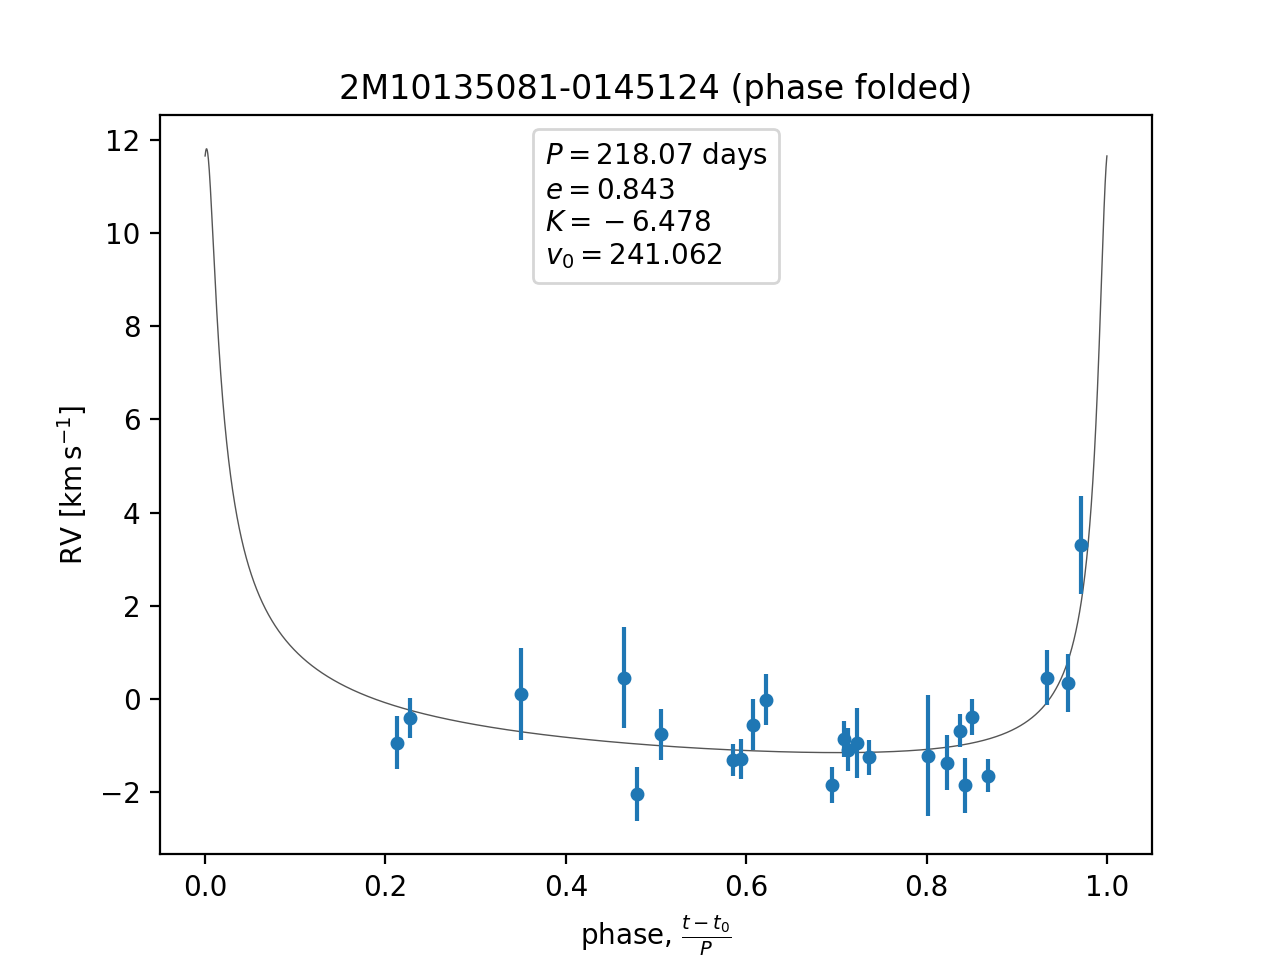 2M10135081-0145124 (phase folded)
P = 218.07 days
e = 0.843
K = −6.478
v₀ = 241.062
RV [km s⁻¹]
12
10
8
6
4
2
0
−2
0.0 0.2 0.4 0.6 0.8 1.0
phase, (t − t₀)/P